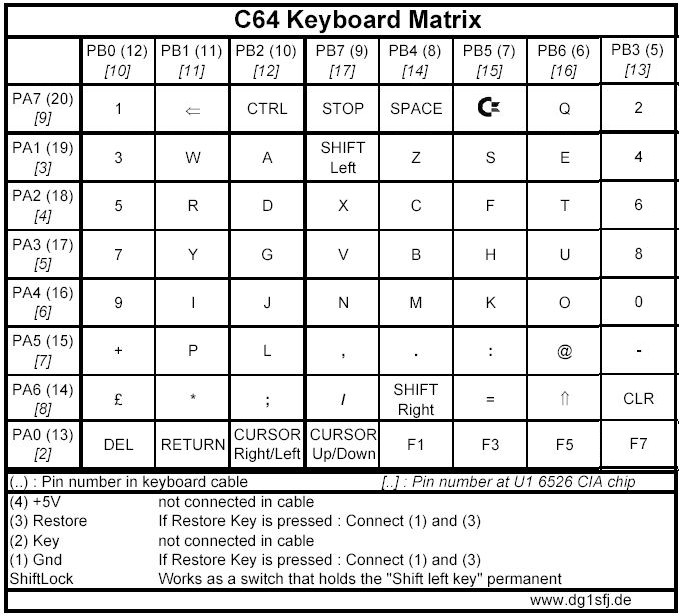 C64 Keyboard Matrix
PB0 (12) PB1 (11) PB2 (10) PB7 (9) PB4 (8) PB5 (7) PB6 (6) PB3 (5)
[10] [11] [12] [17] [14] [15] [16] [13]
PA7 (20) 1 ⇐ CTRL STOP SPACE Q 2
[9]
PA1 (19) 3 W A SHIFT Z S E 4
[3] Left
PA2 (18) 5 R D X C F T 6
[4]
PA3 (17) 7 Y G V B H U 8
[5]
PA4 (16) 9 I J N M K O 0
[6]
PA5 (15) + P L , . : @ -
[7]
PA6 (14) £ * ; / SHIFT = ⇑ CLR
[8] Right
PA0 (13) DEL RETURN CURSOR CURSOR F1 F3 F5 F7
[2] Right/Left Up/Down
(..) : Pin number in keyboard cable [..] : Pin number at U1 6526 CIA chip
(4) +5V not connected in cable
(3) Restore If Restore Key is pressed : Connect (1) and (3)
(2) Key not connected in cable
(1) Gnd If Restore Key is pressed : Connect (1) and (3)
ShiftLock Works as a switch that holds the "Shift left key" permanent
www.dg1sfj.de